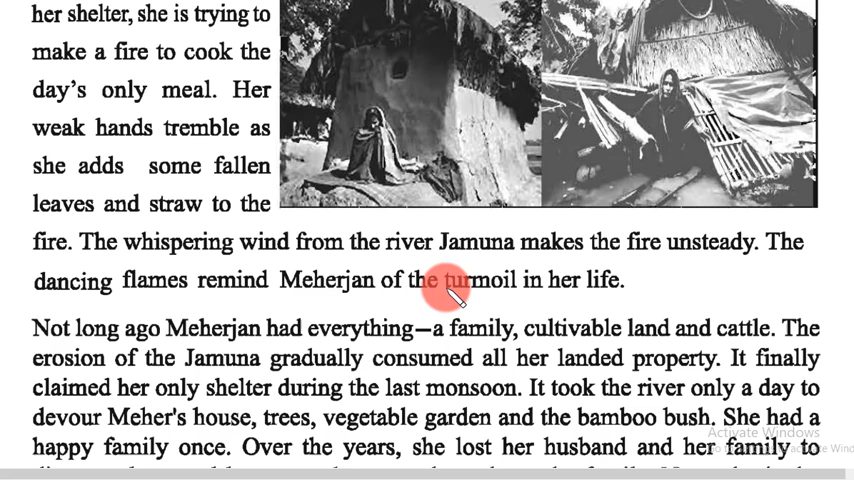 her shelter, she is trying to
make a fire to cook the
day's only meal. Her
weak hands tremble as
she adds some fallen
leaves and straw to the
fire. The whispering wind from the river Jamuna makes the fire unsteady. The
dancing flames remind Meherjan of the turmoil in her life.
Not long ago Meherjan had everything—a family, cultivable land and cattle. The
erosion of the Jamuna gradually consumed all her landed property. It finally
claimed her only shelter during the last monsoon. It took the river only a day to
devour Meher's house, trees, vegetable garden and the bamboo bush. She had a
happy family once. Over the years, she lost her husband and her family to
Activate Windows